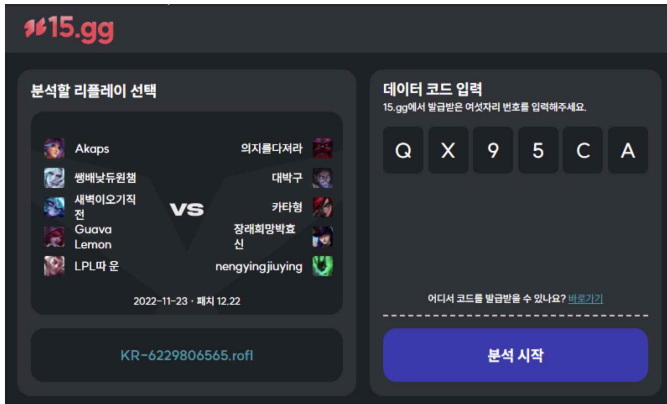 15.gg
분석할 리플레이 선택
Akaps
의지를다져라
쌩배낮듀원챔
대박구
새벽이오기직
전
VS
카타형
Guava
Lemon
장래희망박효
신
LPL따 운
nengyingjiuying
2022-11-23 · 패치 12.22
KR-6229806565.rofl
데이터 코드 입력
15.gg에서 발급받은 여섯자리 번호를 입력해주세요.
Q X 9 5 C A
어디서 코드를 발급받을 수 있나요? 바로가기
분석 시작